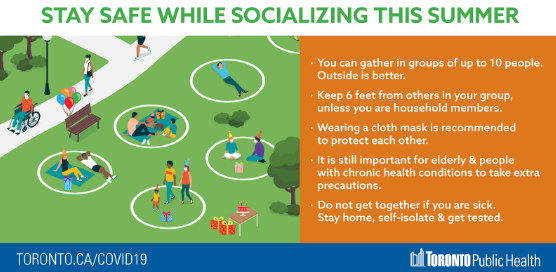 STAY SAFE WHILE SOCIALIZING THIS SUMMER
· You can gather in groups of up to 10 people.
Outside is better.
· Keep 6 feet from others in your group,
unless you are household members.
· Wearing a cloth mask is recommended
to protect each other.
· It is still important for elderly & people
with chronic health conditions to take extra
precautions.
· Do not get together if you are sick.
Stay home, self-isolate & get tested.
TORONTO.CA/COVID19
TORONTO Public Health